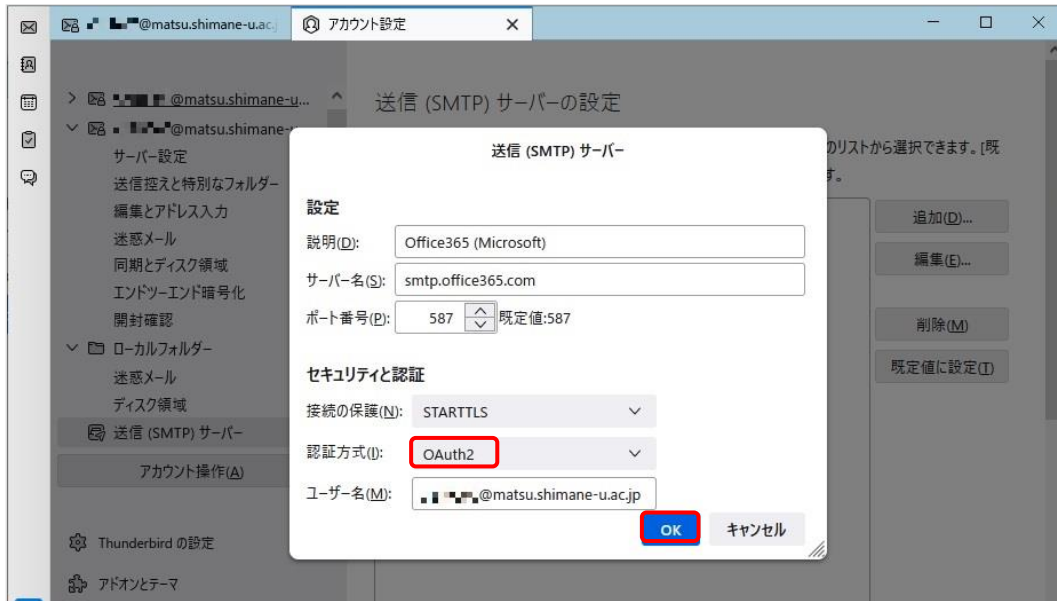 @matsu.shimane-u.ac.j
アカウント設定
@matsu.shimane-u...
@matsu.shimane-u
サーバー設定
送信控えと特別なフォルダー
編集とアドレス入力
迷惑メール
同期とディスク領域
エンドツーエンド暗号化
開封確認
ローカルフォルダー
迷惑メール
ディスク領域
送信 (SMTP) サーバー
アカウント操作(A)
Thunderbird の設定
アドオンとテーマ
送信 (SMTP) サーバーの設定
のリストから選択できます。[既
す。
追加(D)...
編集(E)...
削除(M)
既定値に設定(T)
送信 (SMTP) サーバー
設定
説明(D): Office365 (Microsoft)
サーバー名(S): smtp.office365.com
ポート番号(P): 587 既定値:587
セキュリティと認証
接続の保護(N): STARTTLS
認証方式(I): OAuth2
ユーザー名(M): @matsu.shimane-u.ac.jp
OK キャンセル